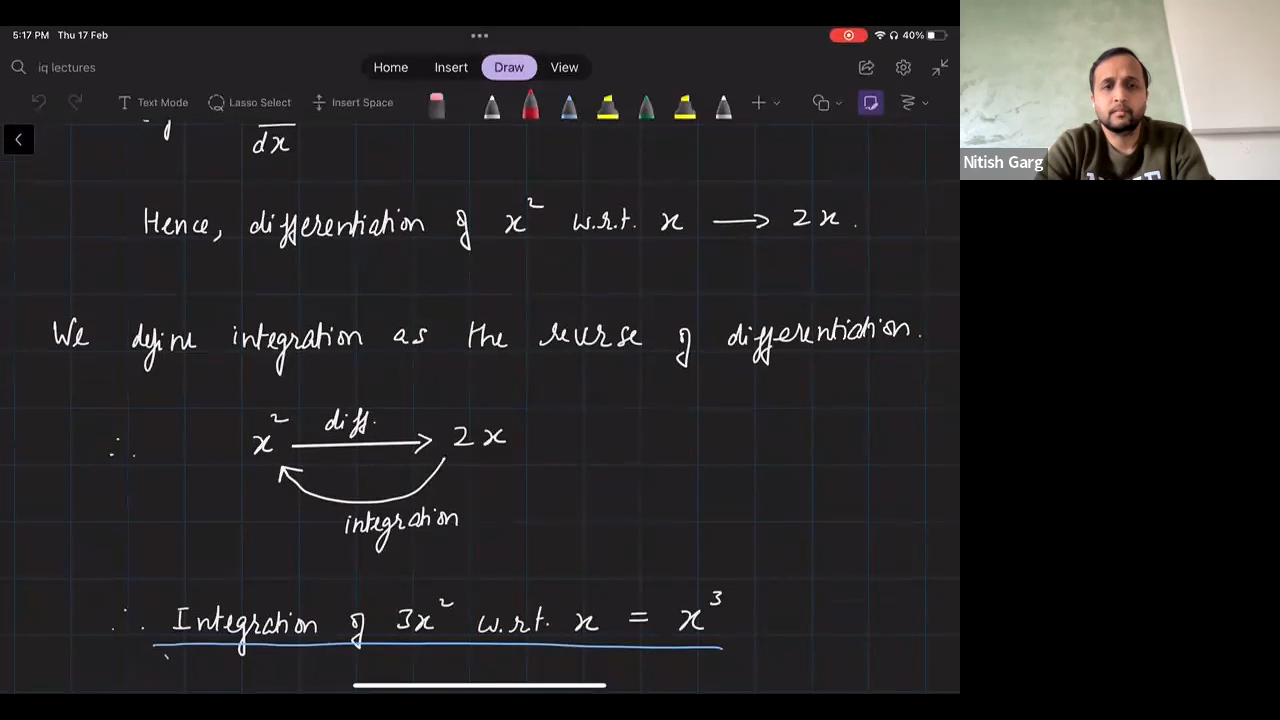 5:17 PM Thu 17 Feb
40%
iq lectures
Home Insert Draw View
Text Mode Lasso Select Insert Space
dx
Hence, differentiation of x² w.r.t. x ⟶ 2x.
We define integration as the reverse of differentiation.
∴ x² diff. ⟶ 2x
integration
∴ Integration of 3x² w.r.t. x = x³
Nitish Garg